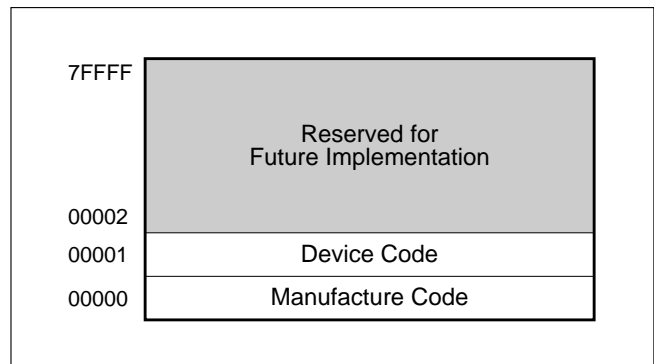 7FFFF
Reserved for
Future Implementation
00002
00001 Device Code
00000 Manufacture Code